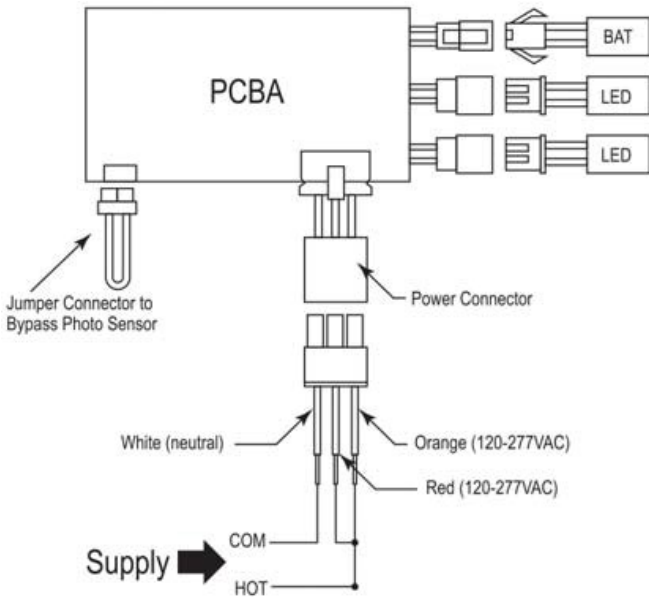 PCBA
BAT
LED
LED
Jumper Connector to
Bypass Photo Sensor
Power Connector
White (neutral)
Orange (120-277VAC)
Red (120-277VAC)
COM
Supply
HOT